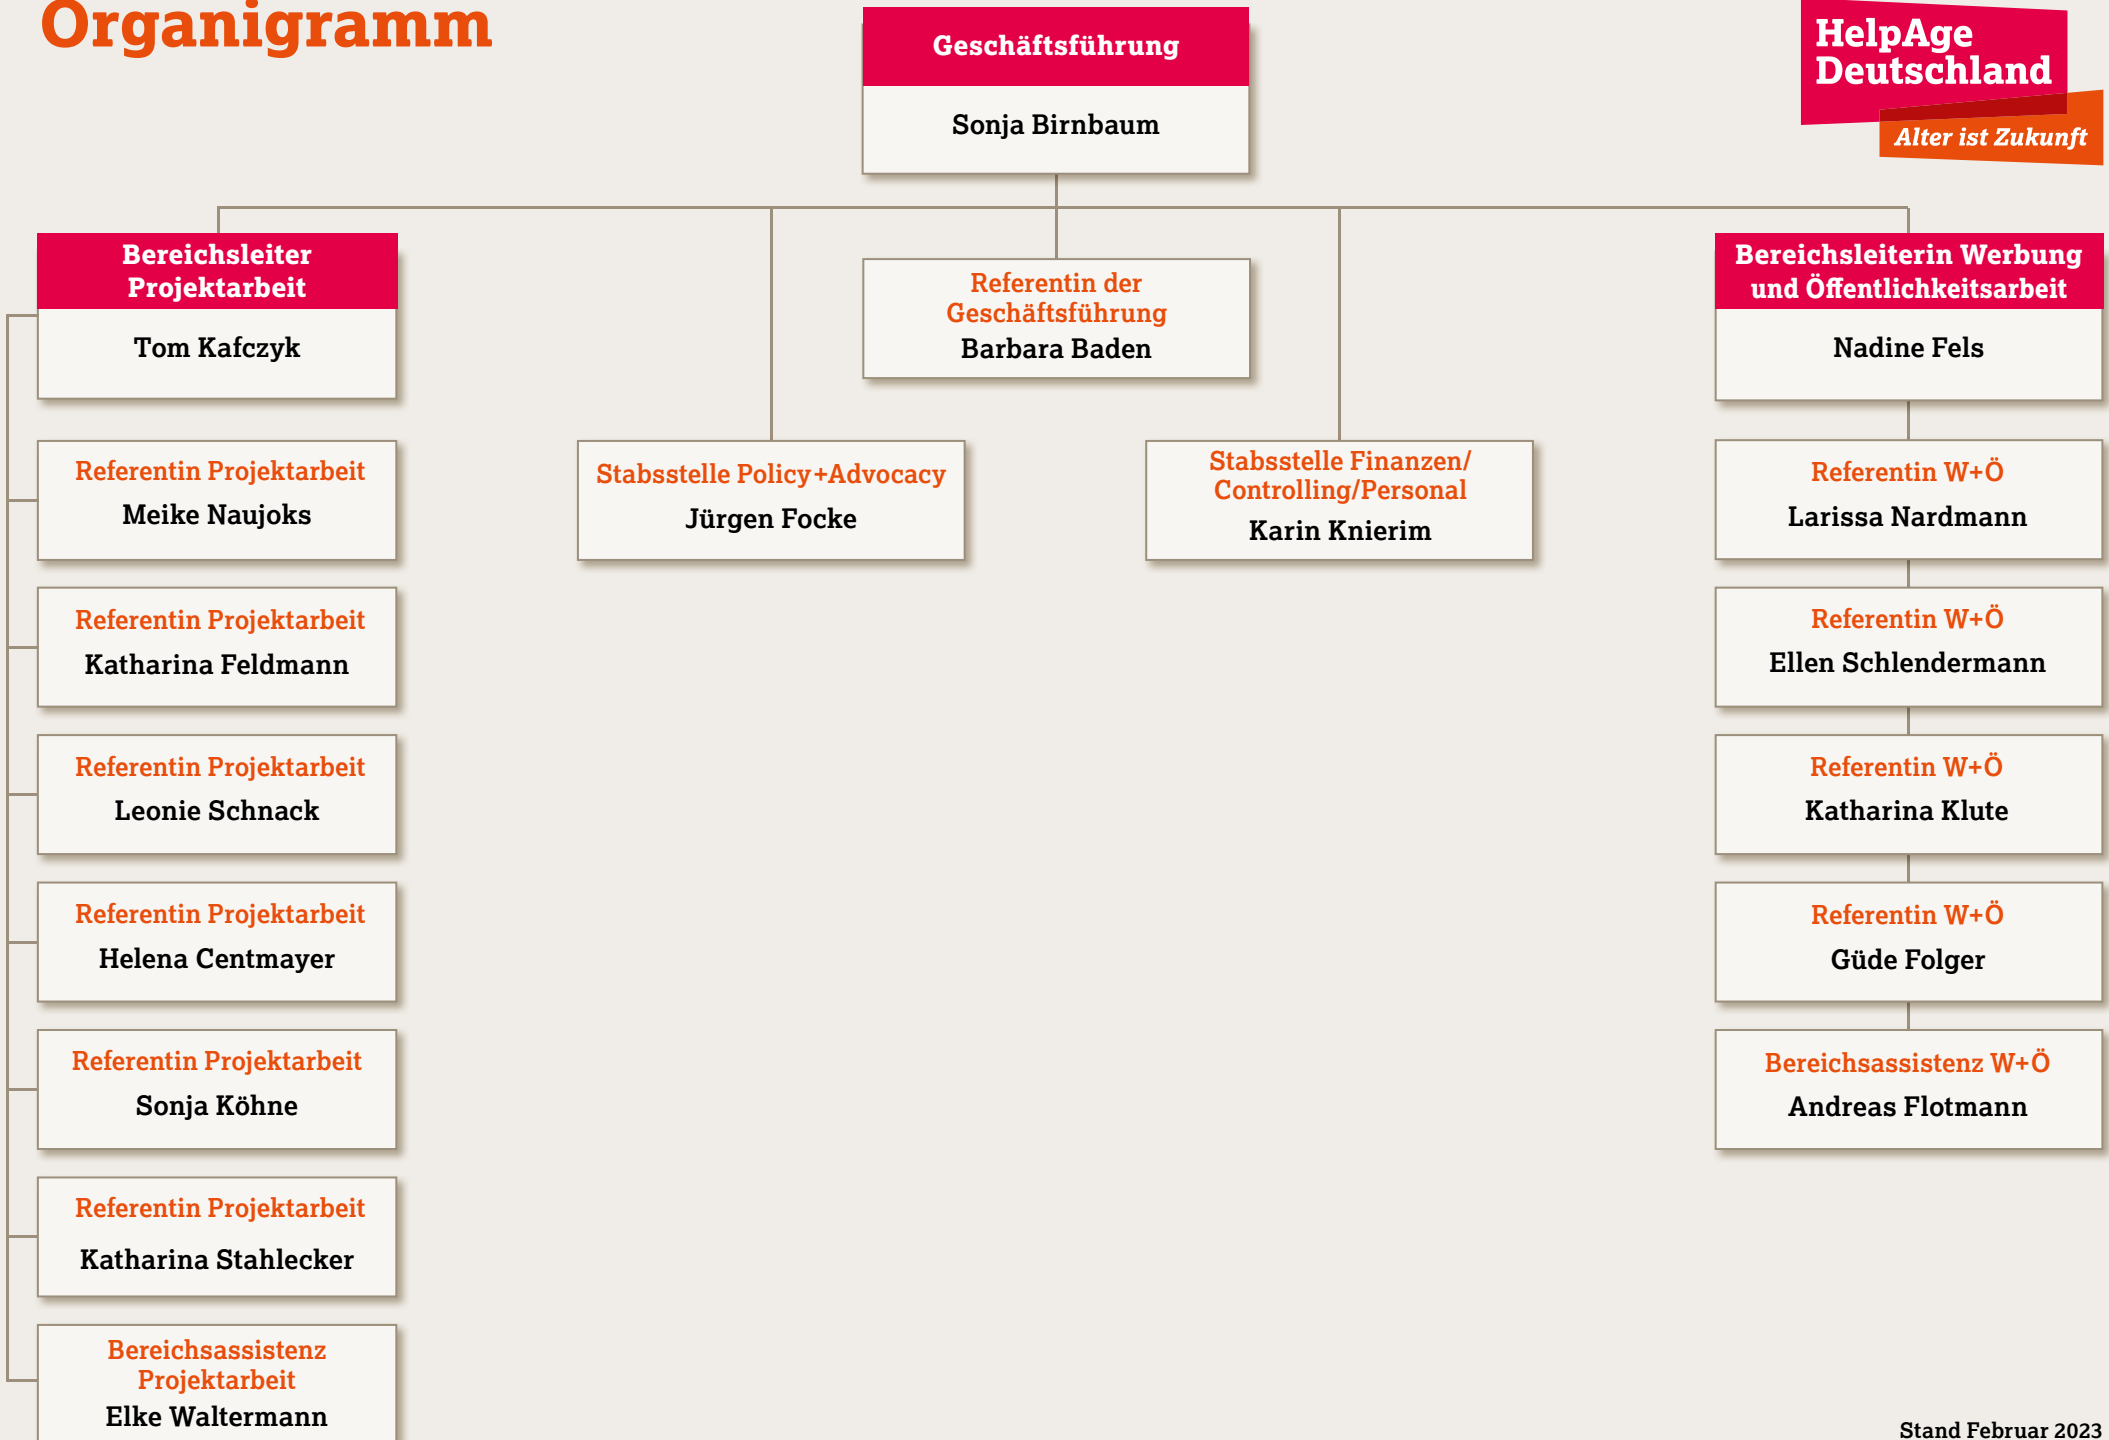 Organigramm
Geschäftsführung
Sonja Birnbaum
HelpAge
Deutschland
Alter ist Zukunft
Bereichsleiter
Projektarbeit
Tom Kafczyk
Referentin der
Geschäftsführung
Barbara Baden
Bereichsleiterin Werbung
und Öffentlichkeitsarbeit
Nadine Fels
Stabsstelle Policy+Advocacy
Jürgen Focke
Stabsstelle Finanzen/
Controlling/Personal
Karin Knierim
Referentin Projektarbeit
Meike Naujoks
Referentin Projektarbeit
Katharina Feldmann
Referentin Projektarbeit
Leonie Schnack
Referentin Projektarbeit
Helena Centmayer
Referentin Projektarbeit
Sonja Köhne
Referentin Projektarbeit
Katharina Stahlecker
Bereichsassistenz
Projektarbeit
Elke Waltermann
Referentin W+Ö
Larissa Nardmann
Referentin W+Ö
Ellen Schlendermann
Referentin W+Ö
Katharina Klute
Referentin W+Ö
Güde Folger
Bereichsassistenz W+Ö
Andreas Flotmann
Stand Februar 2023